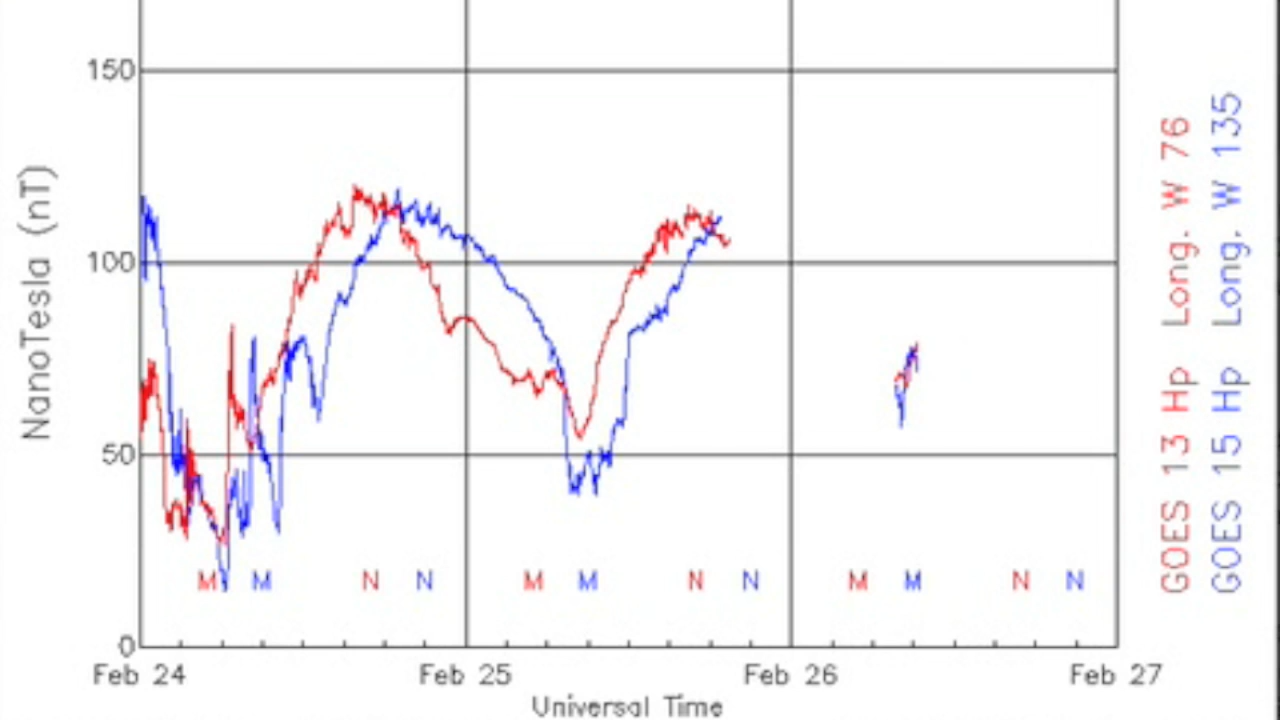 150
100
50
0
NanoTesla (nT)
M M N N M M N N M M N N
Feb 24 Feb 25 Feb 26 Feb 27
Universal Time
GOES 13 Hp Long. W 76
GOES 15 Hp Long. W 135